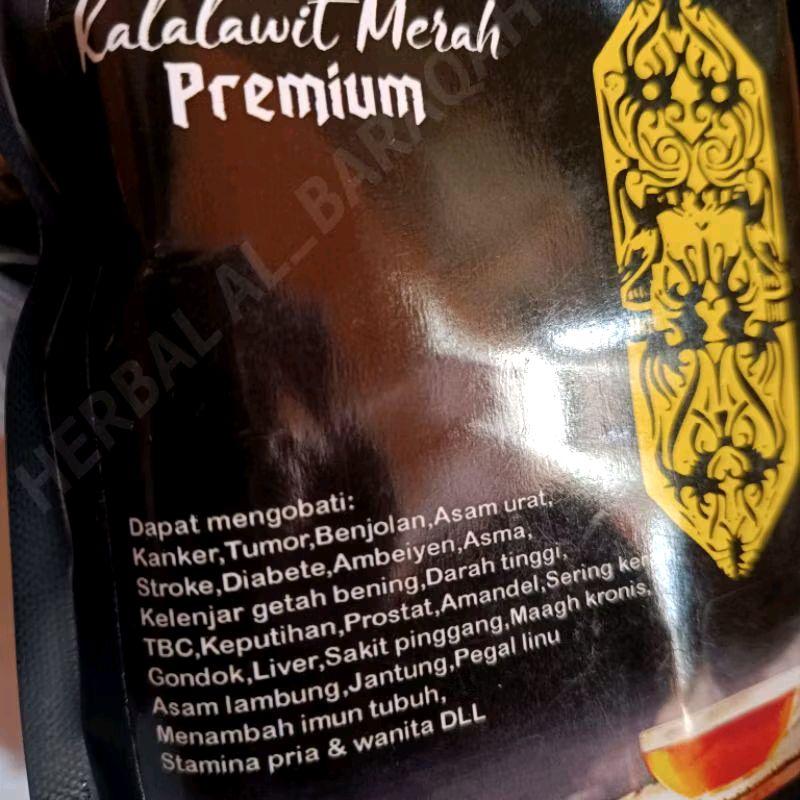 Kalalawit Merah
Premium
HERBAL AL_BARAQAH
Dapat mengobati:
Kanker,Tumor,Benjolan,Asam urat,
Stroke,Diabete,Ambeiyen,Asma,
Kelenjar getah bening,Darah tinggi,
TBC,Keputihan,Prostat,Amandel,Sering
Gondok,Liver,Sakit pinggang,Maagh kronis,
Asam lambung,Jantung,Pegal linu
Menambah imun tubuh,
Stamina pria & wanita DLL